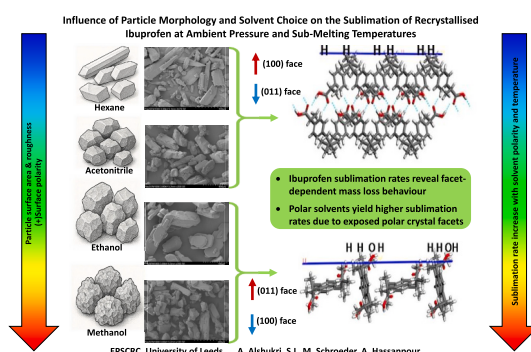 Influence of Particle Morphology and Solvent Choice on the Sublimation of Recrystallised
Ibuprofen at Ambient Pressure and Sub-Melting Temperatures
Particle surface area & roughness
(+)Surface polarity
Hexane
Acetonitrile
Ethanol
Methanol
(100) face
(011) face
H H H H
• Ibuprofen sublimation rates reveal facet-
dependent mass loss behaviour
• Polar solvents yield higher sublimation
rates due to exposed polar crystal facets
(011) face
(100) face
H H OH H H OH
Sublimation rate increase with solvent polarity and temperature
EPSCRC, University of Leeds A. Alshukri, S.L. M. Schroeder, A. Hassanpour